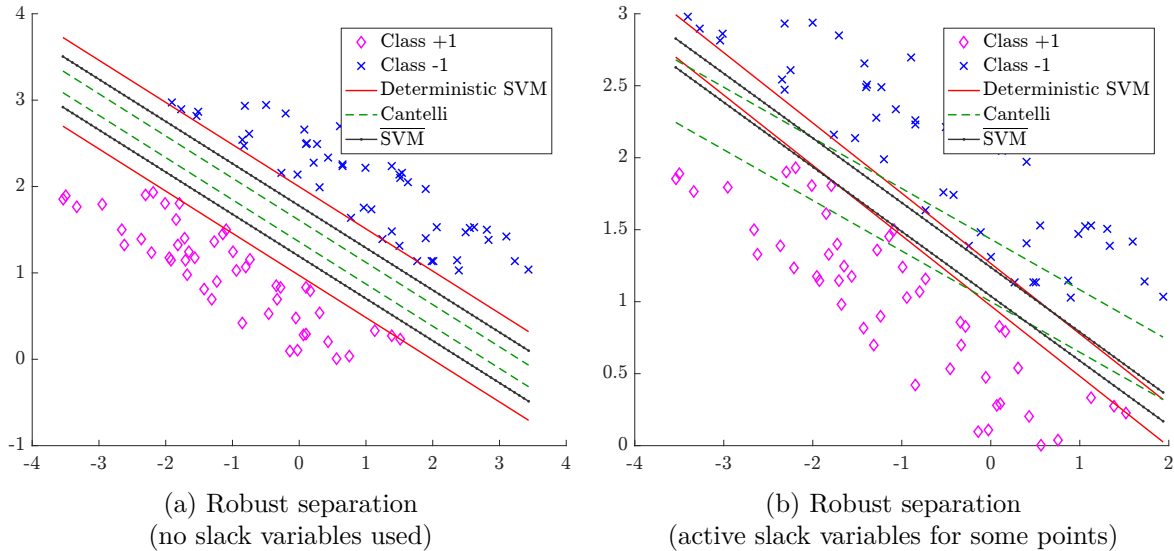 4
3
2
1
0
-1
-4
-3
-2
-1
0
1
2
3
4
Class +1
Class -1
Deterministic SVM
Cantelli
SVM
(a) Robust separation
(no slack variables used)
3
2.5
2
1.5
1
0.5
0
-4
-3
-2
-1
0
1
2
Class +1
Class -1
Deterministic SVM
Cantelli
SVM
(b) Robust separation
(active slack variables for some points)